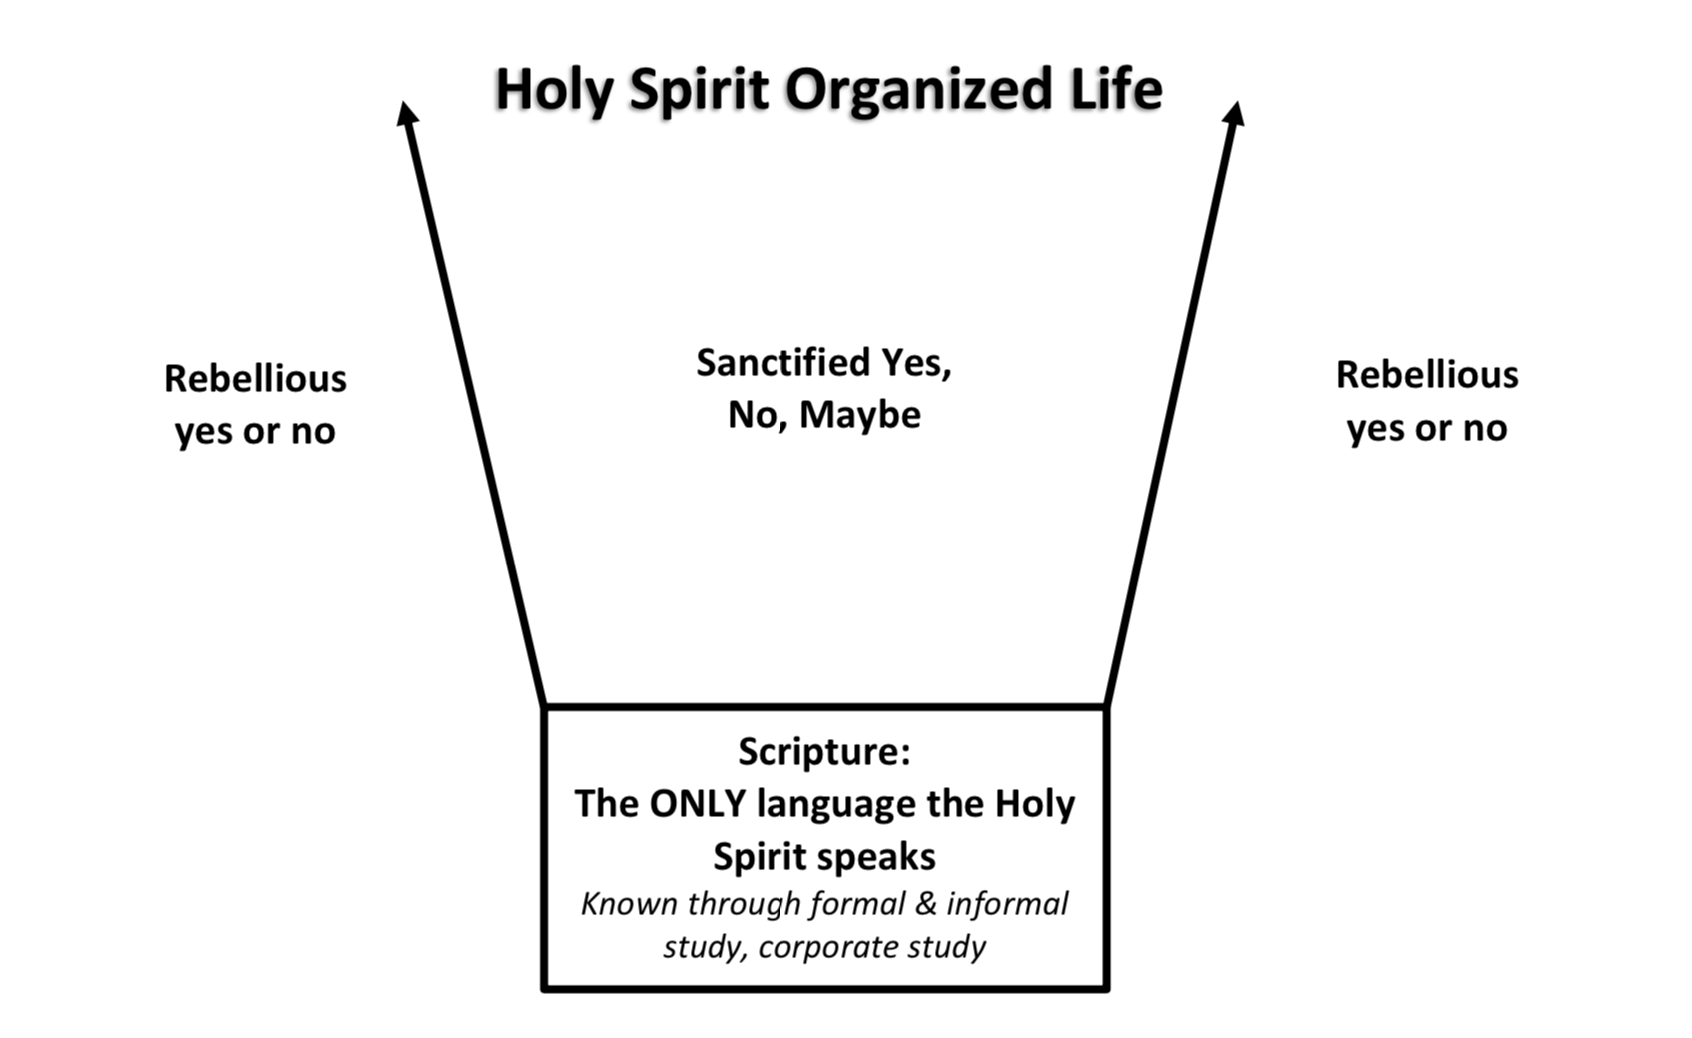 Holy Spirit Organized Life
Rebellious
yes or no
Sanctified Yes,
No, Maybe
Rebellious
yes or no
Scripture:
The ONLY language the Holy
Spirit speaks
Known through formal & informal
study, corporate study